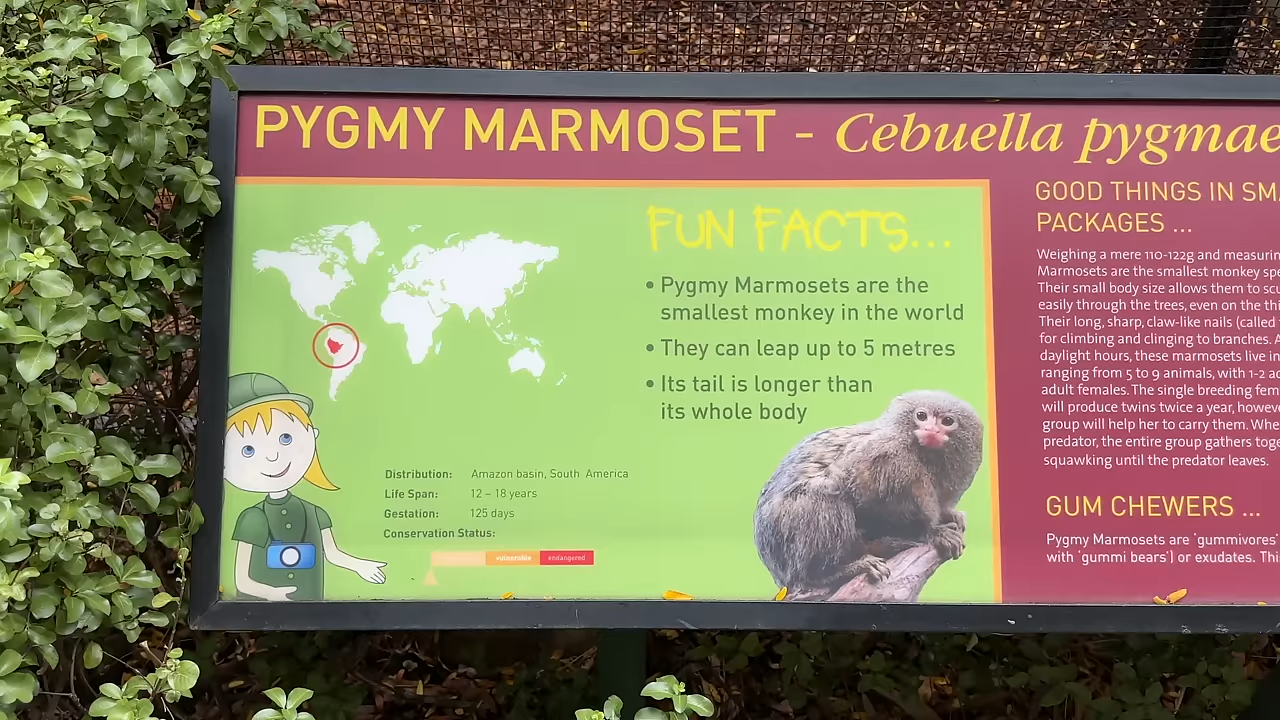 PYGMY MARMOSET - Cebuella pygmae
FUN FACTS...
• Pygmy Marmosets are the
smallest monkey in the world
• They can leap up to 5 metres
• Its tail is longer than
its whole body
Distribution: Amazon basin, South America
Life Span: 12 – 18 years
Gestation: 125 days
Conservation Status:
vulnerable endangered
GOOD THINGS IN SMA
PACKAGES ...
Weighing a mere 110-122g and measurin
Marmosets are the smallest monkey spe
Their small body size allows them to scu
easily through the trees, even on the thi
Their long, sharp, claw-like nails (called
for climbing and clinging to branches. A
daylight hours, these marmosets live in
ranging from 5 to 9 animals, with 1-2 ad
adult females. The single breeding fem
will produce twins twice a year, howeve
group will help her to carry them. Whe
predator, the entire group gathers toge
squawking until the predator leaves.
GUM CHEWERS ...
Pygmy Marmosets are 'gummivores'
with 'gummi bears') or exudates. Thi